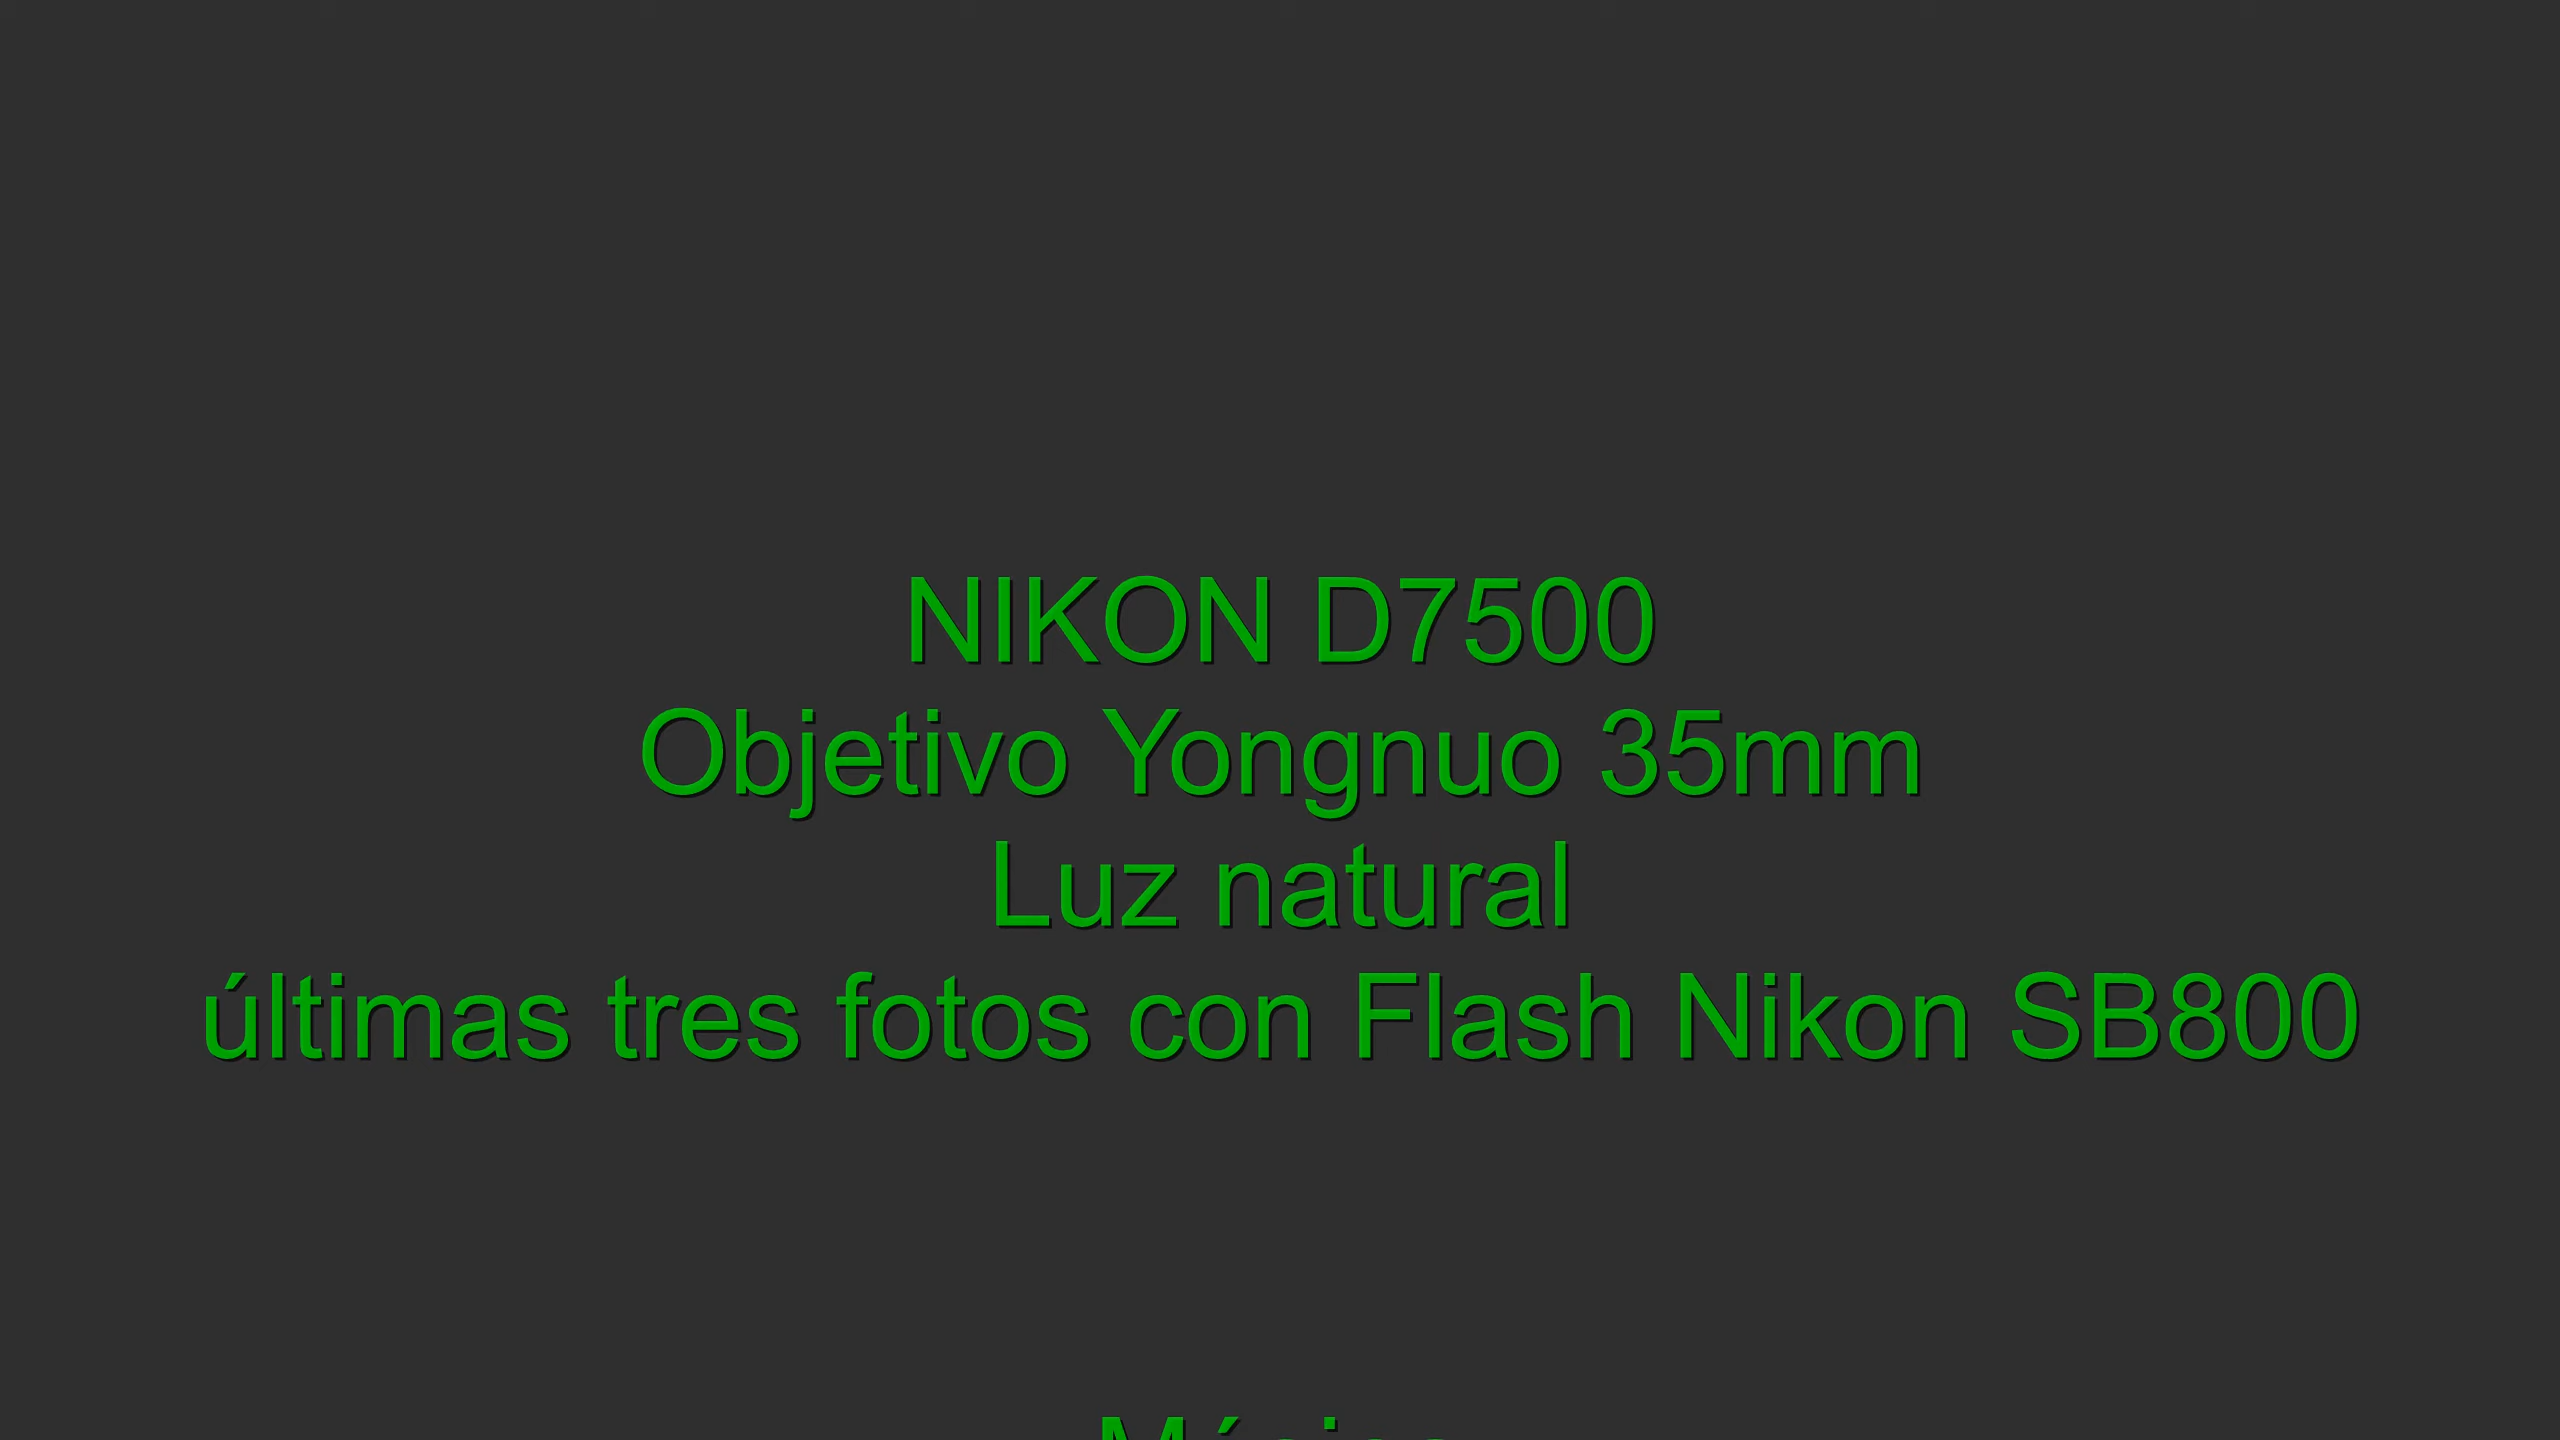 NIKON D7500
Objetivo Yongnuo 35mm
Luz natural
últimas tres fotos con Flash Nikon SB800